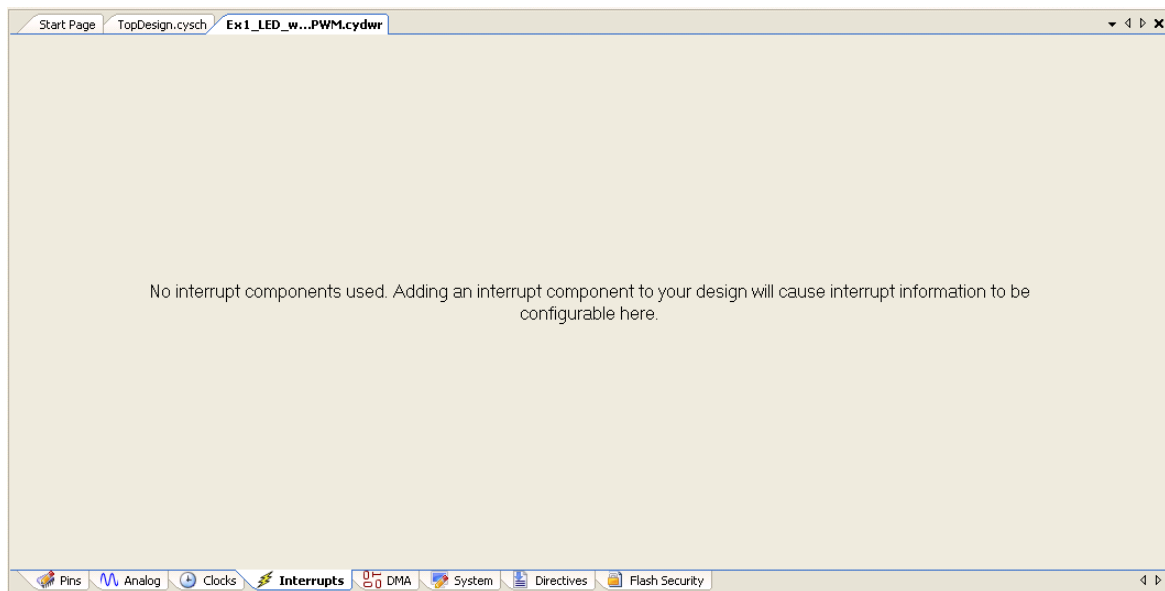 Start Page TopDesign.cysch Ex1_LED_w...PWM.cydwr
No interrupt components used. Adding an interrupt component to your design will cause interrupt information to be
configurable here.
Pins Analog Clocks Interrupts DMA System Directives Flash Security